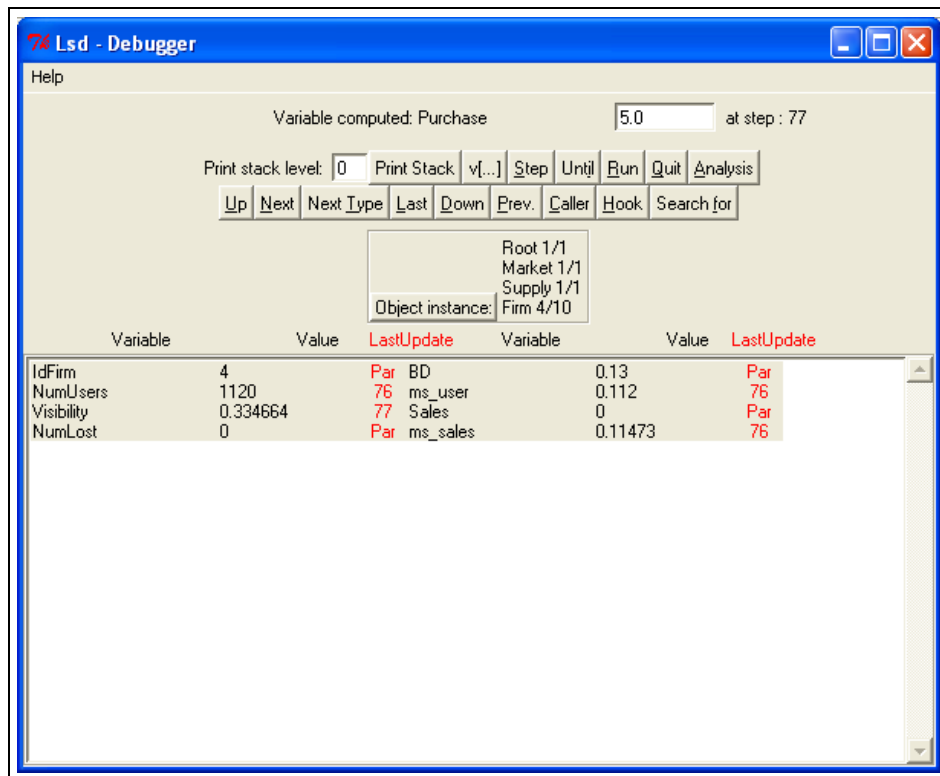 Lsd - Debugger
Help
Variable computed: Purchase 5.0 at step : 77
Print stack level: 0 Print Stack v[...] Step Until Run Quit Analysis
Up Next Next Type Last Down Prev. Caller Hook Search for
Root 1/1
Market 1/1
Supply 1/1
Object instance: Firm 4/10
Variable Value LastUpdate Variable Value LastUpdate
IdFirm 4 Par BD 0.13 Par
NumUsers 1120 76 ms_user 0.112 76
Visibility 0.334664 77 Sales 0 Par
NumLost 0 Par ms_sales 0.11473 76